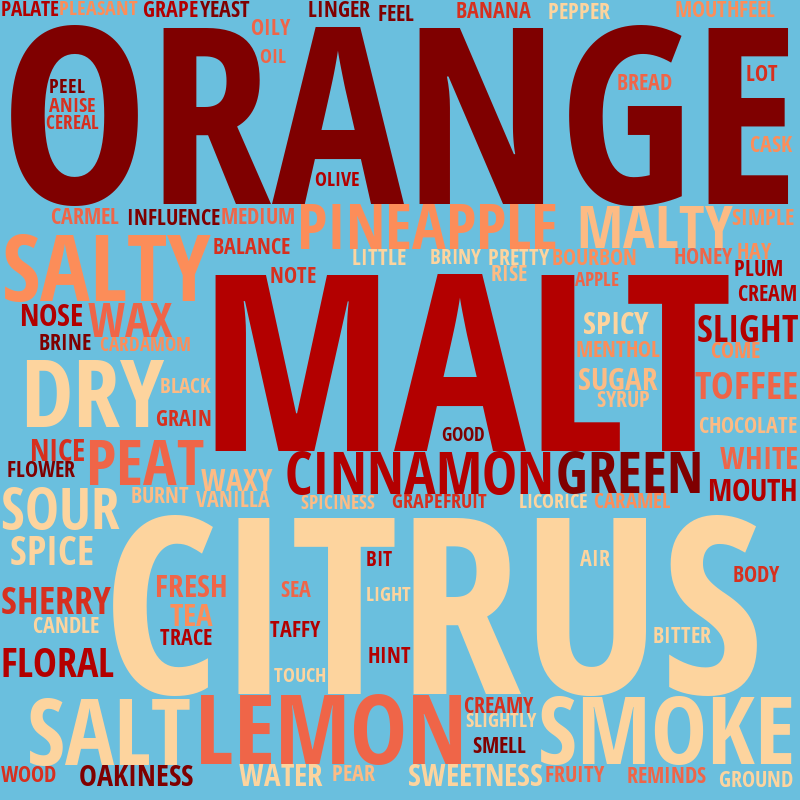 PALATE PLEASANT GRAPE YEAST LINGER FEEL BANANA PEPPER MOUTHFEEL
OILY
OIL
ORANGE
BREAD LOT
PEEL
ANISE
CEREAL
CASK
OLIVE
CARMEL INFLUENCE MEDIUM PINEAPPLE MALTY SIMPLE
SALTY BALANCE LITTLE BRINY PRETTY BOURBON HONEY HAY
NOTE RISE APPLE PLUM
CREAM
MALT
NOSE WAX SPICY SLIGHT
BRINE CARDAMOM MENTHOL COME
DRY BLACK SUGAR TOFFEE
SYRUP
GRAIN CHOCOLATE
GOOD
NICE PEAT CINNAMON GREEN WHITE
FLOWER
WAXY MOUTH
SOUR BURNT VANILLA SPICINESS GRAPEFRUIT LICORICE CARAMEL
SPICE
CITRUS
BIT AIR
BODY
SHERRY FRESH SEA LIGHT
TEA
CANDLE TRACE TAFFY BITTER
FLORAL HINT
TOUCH
SALT LEMON CREAMY SMOKE
SLIGHTLY
SMELL
WOOD OAKINESS WATER PEAR SWEETNESS FRUITY REMINDS GROUND